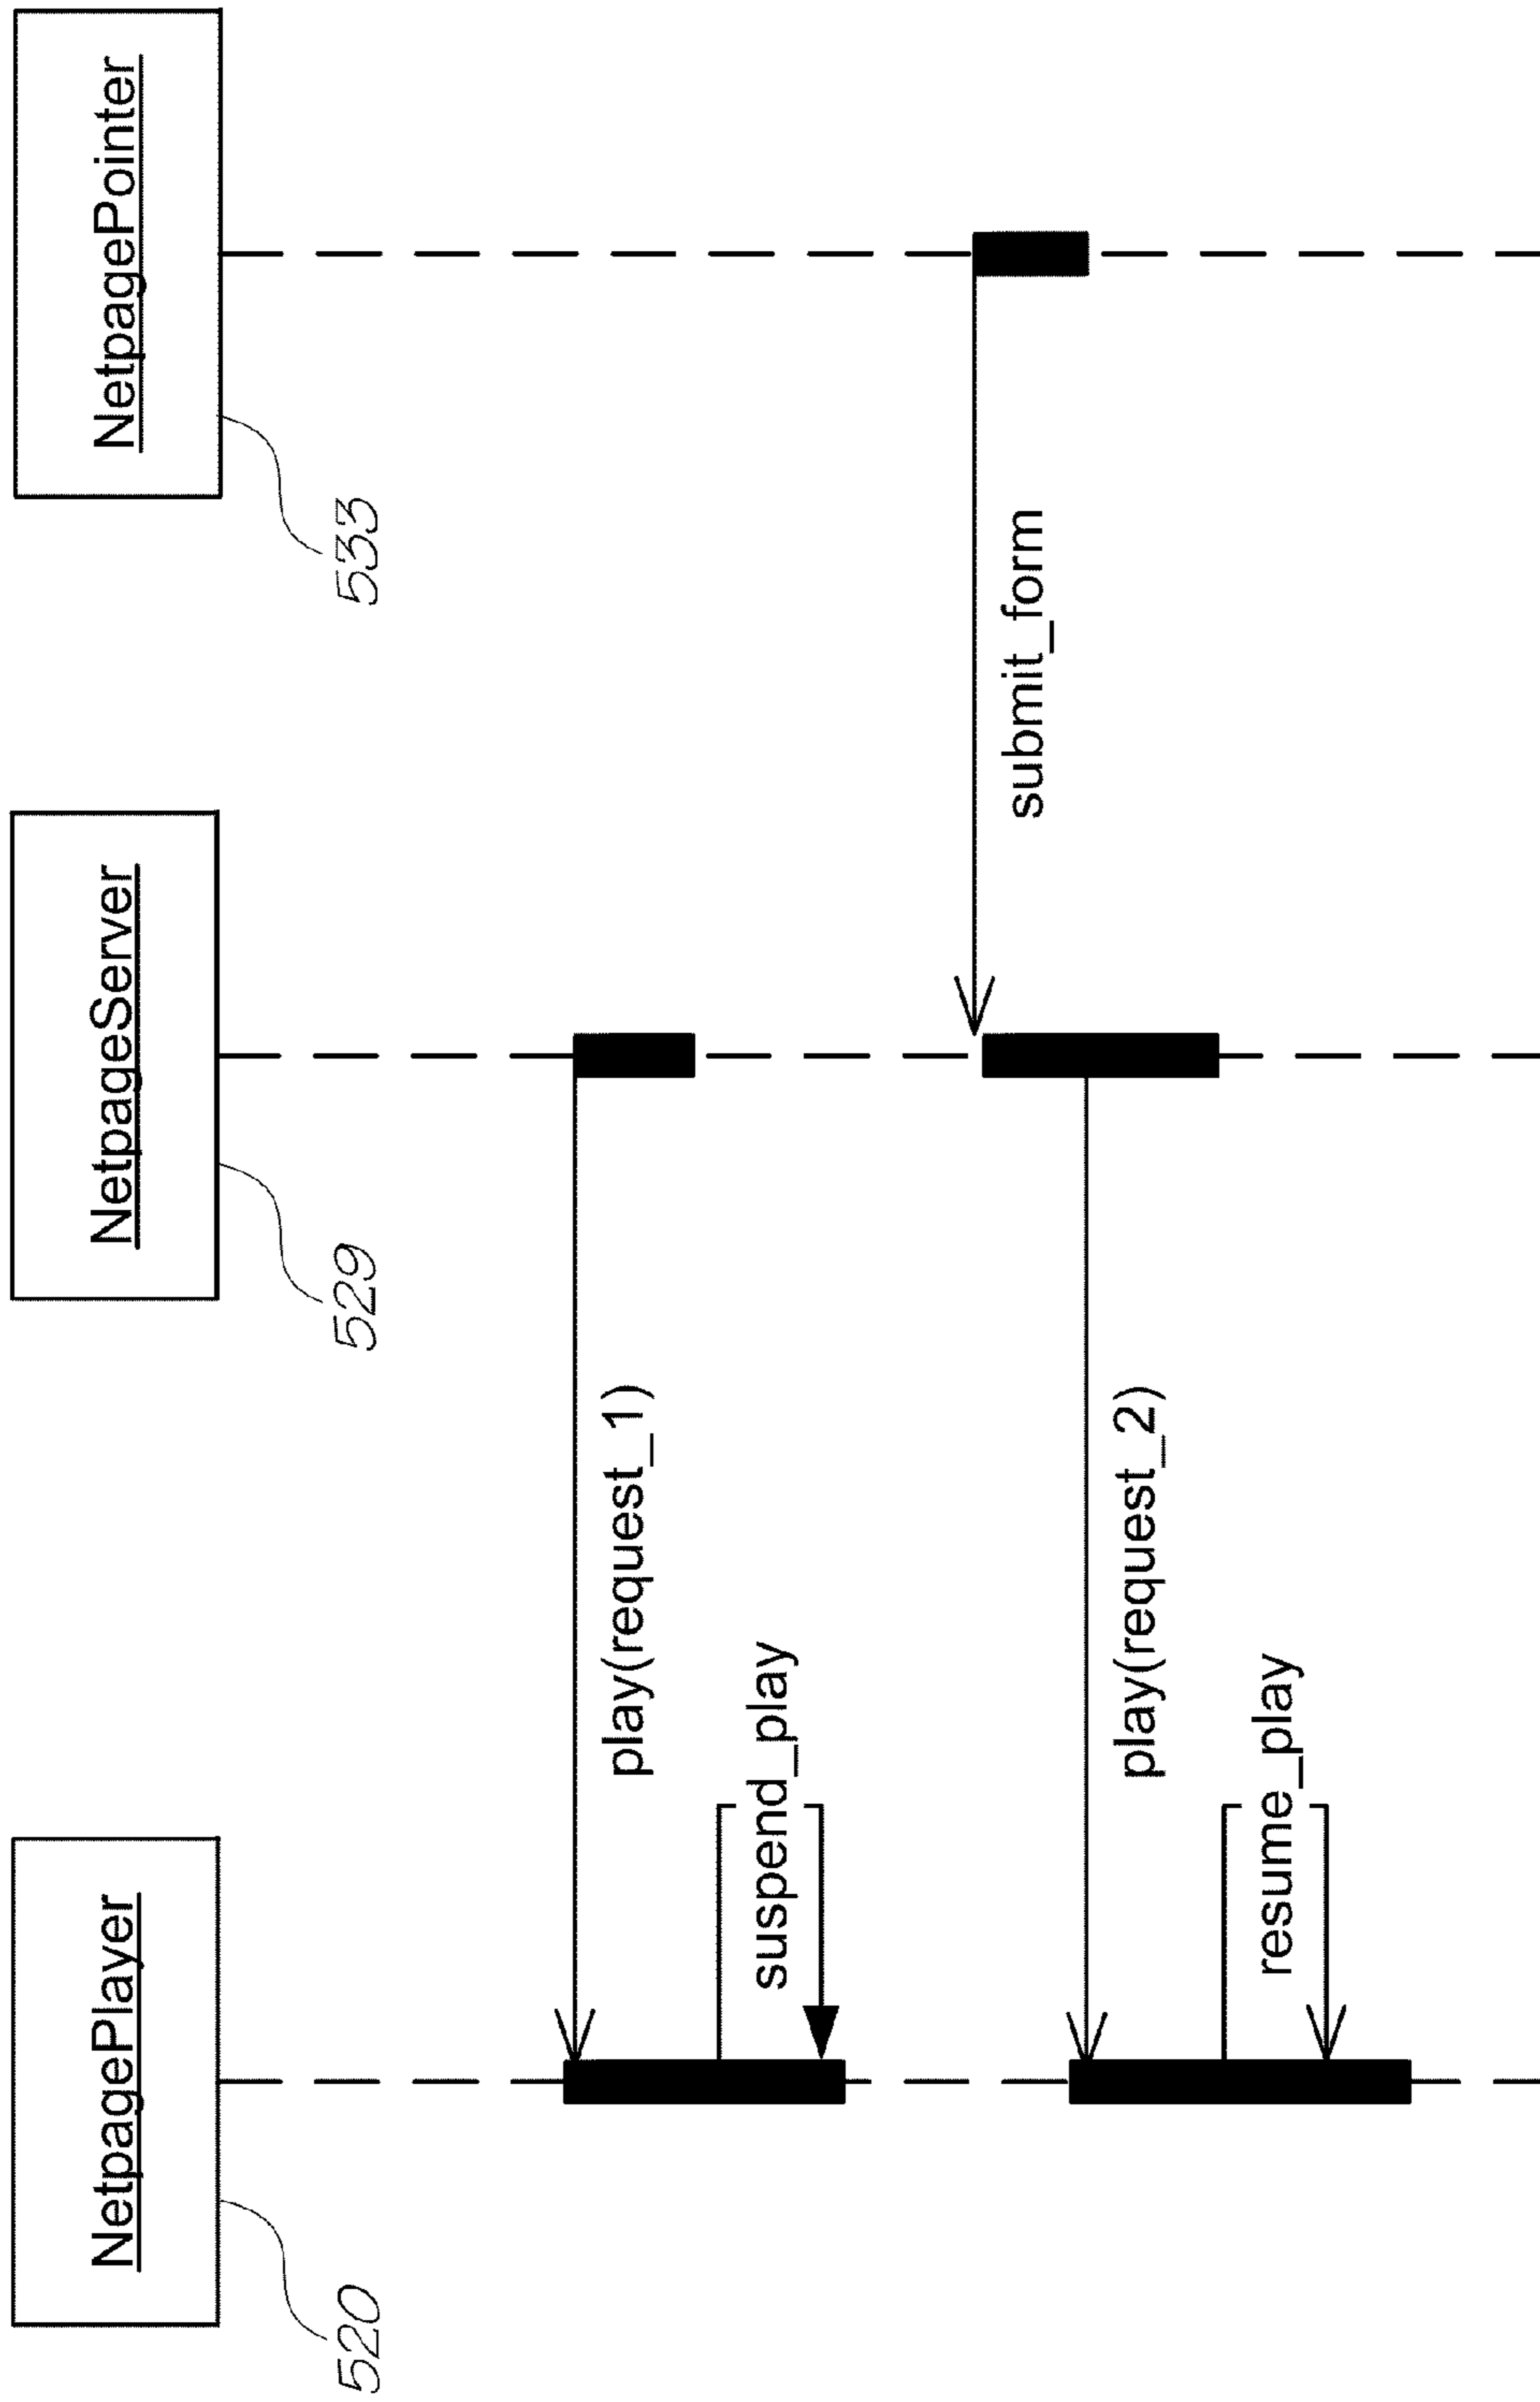 NetpagePlayer
NetpageServer
NetpagePointer
520
529
533
play(request_1)
suspend_play
submit_form
play(request_2)
resume_play